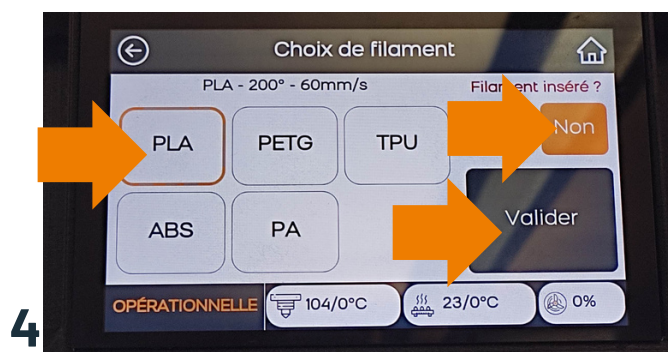 Choix de filament
PLA - 200° - 60mm/s
Filament inséré ?
PLA
PETG
TPU
Non
ABS
PA
Valider
OPÉRATIONNELLE
104/0°C
23/0°C
0%
4